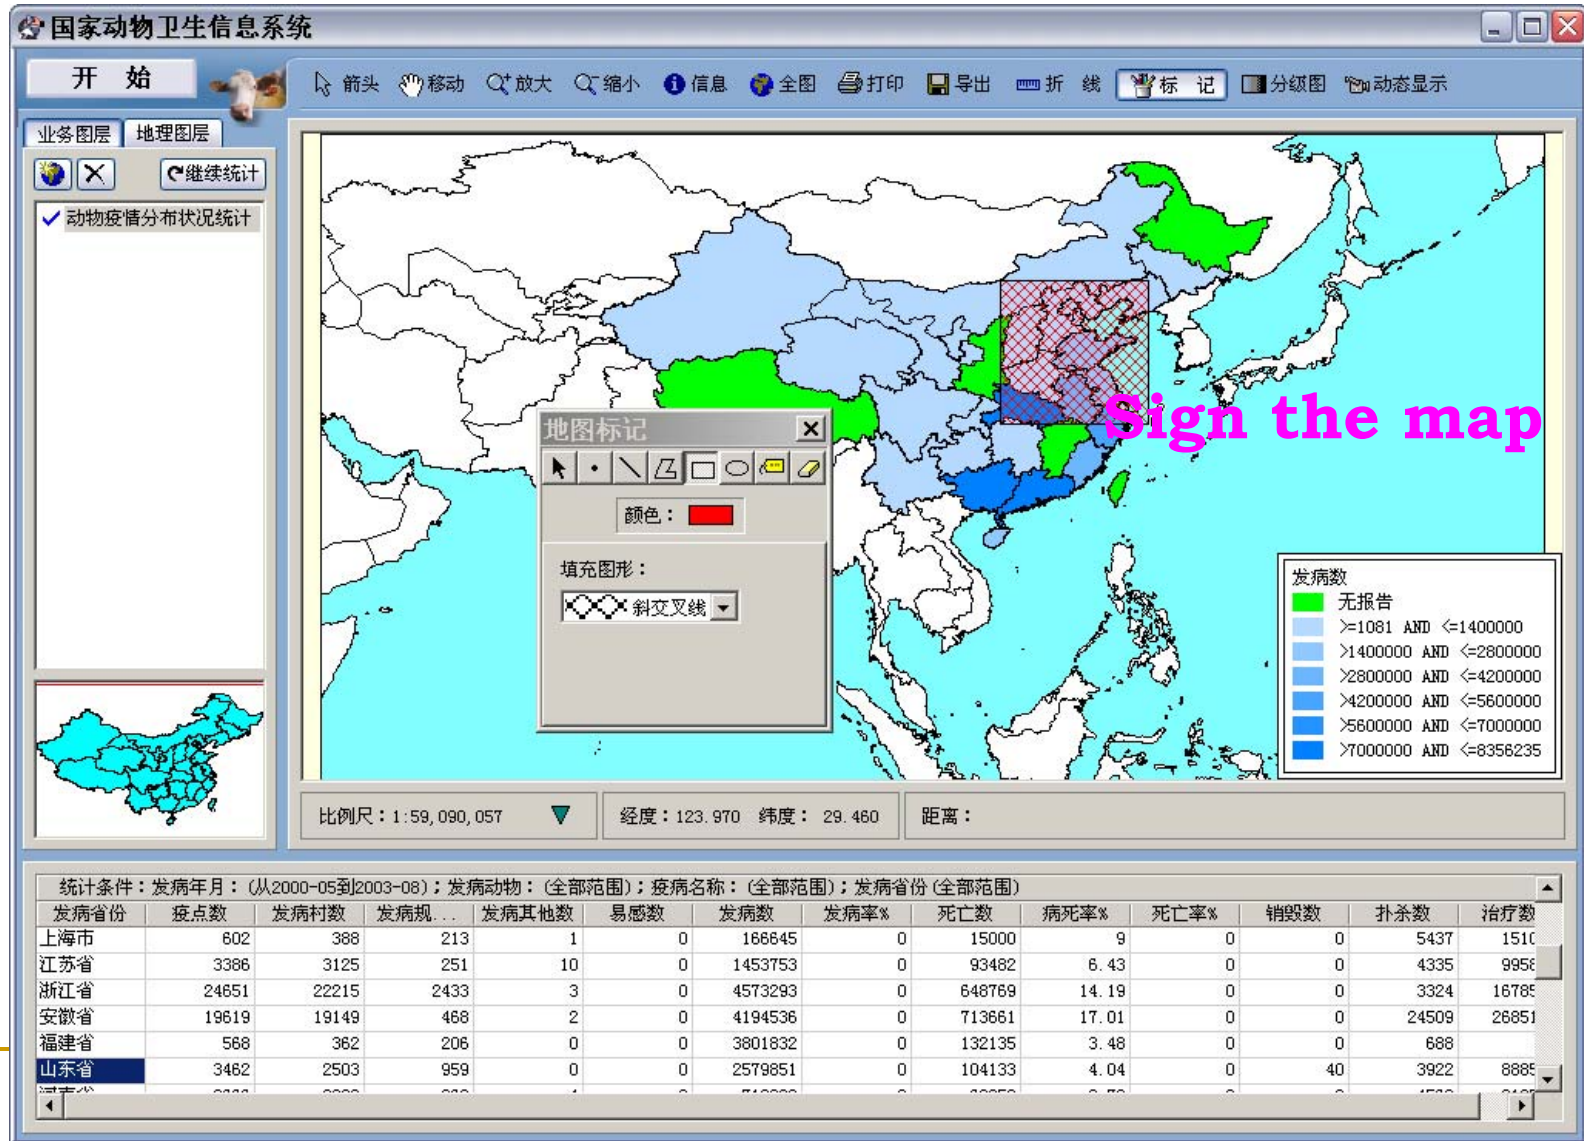 国家动物卫生信息系统
开 始
箭头 移动 放大 缩小 信息 全图 打印 导出 折 线 标 记 分级图 动态显示
业务图层 地理图层
继续统计
动物疫情分布状况统计
Sign the map
地图标记
颜色：
填充图形：
斜交叉线
发病数
无报告
>=1081 AND <=1400000
>1400000 AND <=2800000
>2800000 AND <=4200000
>4200000 AND <=5600000
>5600000 AND <=7000000
>7000000 AND <=8356235
比例尺：1:59,090,057 经度：123.970 纬度： 29.460 距离：
统计条件：发病年月：(从2000-05到2003-08)；发病动物：(全部范围)；疫病名称：(全部范围)；发病省份(全部范围)
发病省份 疫点数 发病村数 发病规... 发病其他数 易感数 发病数 发病率% 死亡数 病死率% 死亡率% 销毁数 扑杀数 治疗数
上海市 602 388 213 1 0 166645 0 15000 9 0 0 5437 1510
江苏省 3386 3125 251 10 0 1453753 0 93482 6.43 0 0 4335 9958
浙江省 24651 22215 2433 3 0 4573293 0 648769 14.19 0 0 3324 16785
安徽省 19619 19149 468 2 0 4194536 0 713661 17.01 0 0 24509 26851
福建省 568 362 206 0 0 3801832 0 132135 3.48 0 0 688
山东省 3462 2503 959 0 0 2579851 0 104133 4.04 0 40 3922 8885